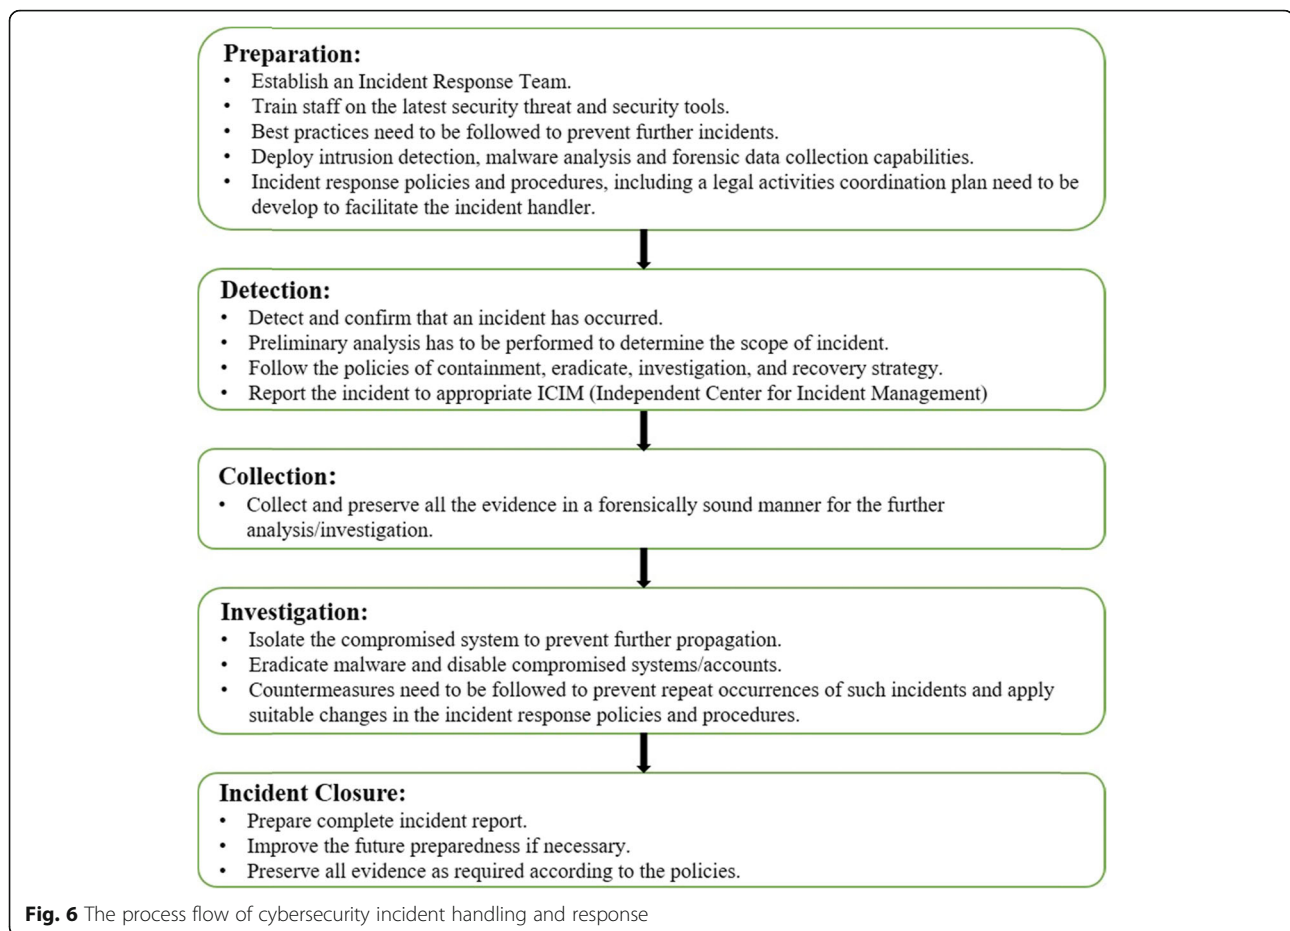 Preparation:
• Establish an Incident Response Team.
• Train staff on the latest security threat and security tools.
• Best practices need to be followed to prevent further incidents.
• Deploy intrusion detection, malware analysis and forensic data collection capabilities.
• Incident response policies and procedures, including a legal activities coordination plan need to be
develop to facilitate the incident handler.
Detection:
• Detect and confirm that an incident has occurred.
• Preliminary analysis has to be performed to determine the scope of incident.
• Follow the policies of containment, eradicate, investigation, and recovery strategy.
• Report the incident to appropriate ICIM (Independent Center for Incident Management)
Collection:
• Collect and preserve all the evidence in a forensically sound manner for the further
analysis/investigation.
Investigation:
• Isolate the compromised system to prevent further propagation.
• Eradicate malware and disable compromised systems/accounts.
• Countermeasures need to be followed to prevent repeat occurrences of such incidents and apply
suitable changes in the incident response policies and procedures.
Incident Closure:
• Prepare complete incident report.
• Improve the future preparedness if necessary.
• Preserve all evidence as required according to the policies.
Fig. 6 The process flow of cybersecurity incident handling and response